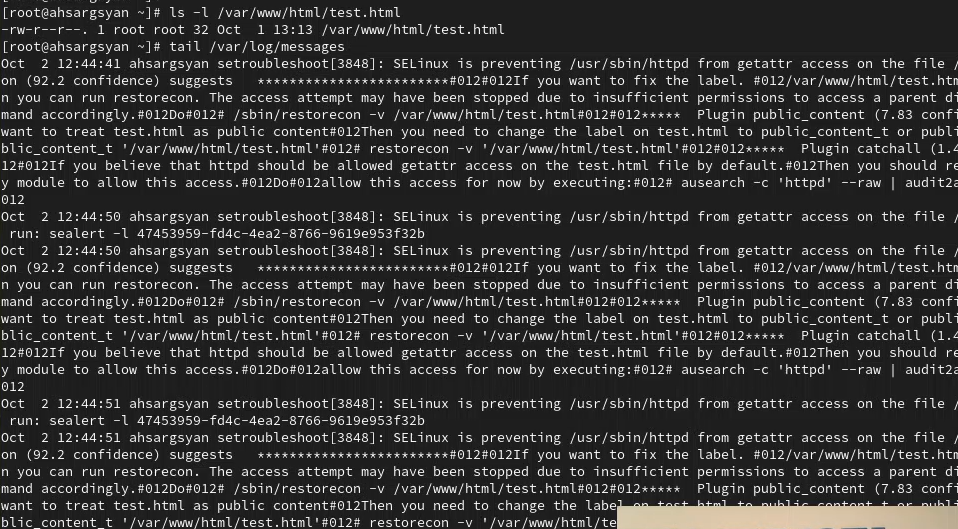 [root@ahsargsyan ~]# ls -l /var/www/html/test.html
-rw-r--r--. 1 root root 32 Oct  1 13:13 /var/www/html/test.html
[root@ahsargsyan ~]# tail /var/log/messages
Oct  2 12:44:41 ahsargsyan setroubleshoot[3848]: SELinux is preventing /usr/sbin/httpd from getattr access on the file /
on (92.2 confidence) suggests   ************************#012#012If you want to fix the label. #012/var/www/html/test.htm
n you can run restorecon. The access attempt may have been stopped due to insufficient permissions to access a parent di
mand accordingly.#012Do#012# /sbin/restorecon -v /var/www/html/test.html#012#012*****  Plugin public_content (7.83 confi
want to treat test.html as public content#012Then you need to change the label on test.html to public_content_t or publi
blic_content_t '/var/www/html/test.html'#012# restorecon -v '/var/www/html/test.html'#012#012*****  Plugin catchall (1.4
12#012If you believe that httpd should be allowed getattr access on the test.html file by default.#012Then you should re
y module to allow this access.#012Do#012allow this access for now by executing:#012# ausearch -c 'httpd' --raw | audit2a
012
Oct  2 12:44:50 ahsargsyan setroubleshoot[3848]: SELinux is preventing /usr/sbin/httpd from getattr access on the file /
 run: sealert -l 47453959-fd4c-4ea2-8766-9619e953f32b
Oct  2 12:44:50 ahsargsyan setroubleshoot[3848]: SELinux is preventing /usr/sbin/httpd from getattr access on the file /
on (92.2 confidence) suggests   ************************#012#012If you want to fix the label. #012/var/www/html/test.htm
n you can run restorecon. The access attempt may have been stopped due to insufficient permissions to access a parent di
mand accordingly.#012Do#012# /sbin/restorecon -v /var/www/html/test.html#012#012*****  Plugin public_content (7.83 confi
want to treat test.html as public content#012Then you need to change the label on test.html to public_content_t or publi
blic_content_t '/var/www/html/test.html'#012# restorecon -v '/var/www/html/test.html'#012#012*****  Plugin catchall (1.4
12#012If you believe that httpd should be allowed getattr access on the test.html file by default.#012Then you should re
y module to allow this access.#012Do#012allow this access for now by executing:#012# ausearch -c 'httpd' --raw | audit2a
012
Oct  2 12:44:51 ahsargsyan setroubleshoot[3848]: SELinux is preventing /usr/sbin/httpd from getattr access on the file /
 run: sealert -l 47453959-fd4c-4ea2-8766-9619e953f32b
Oct  2 12:44:51 ahsargsyan setroubleshoot[3848]: SELinux is preventing /usr/sbin/httpd from getattr access on the file /
on (92.2 confidence) suggests   ************************#012#012If you want to fix the label. #012/var/www/html/test.htm
n you can run restorecon. The access attempt may have been stopped due to insufficient permissions to access a parent di
mand accordingly.#012Do#012# /sbin/restorecon -v /var/www/html/test.html#012#012*****  Plugin public_content (7.83 confi
want to treat test.html as public content#012Then you need to change the label on test.html to public_content_t or publi
blic_content_t '/var/www/html/test.html'#012# restorecon -v '/var/www/html/te